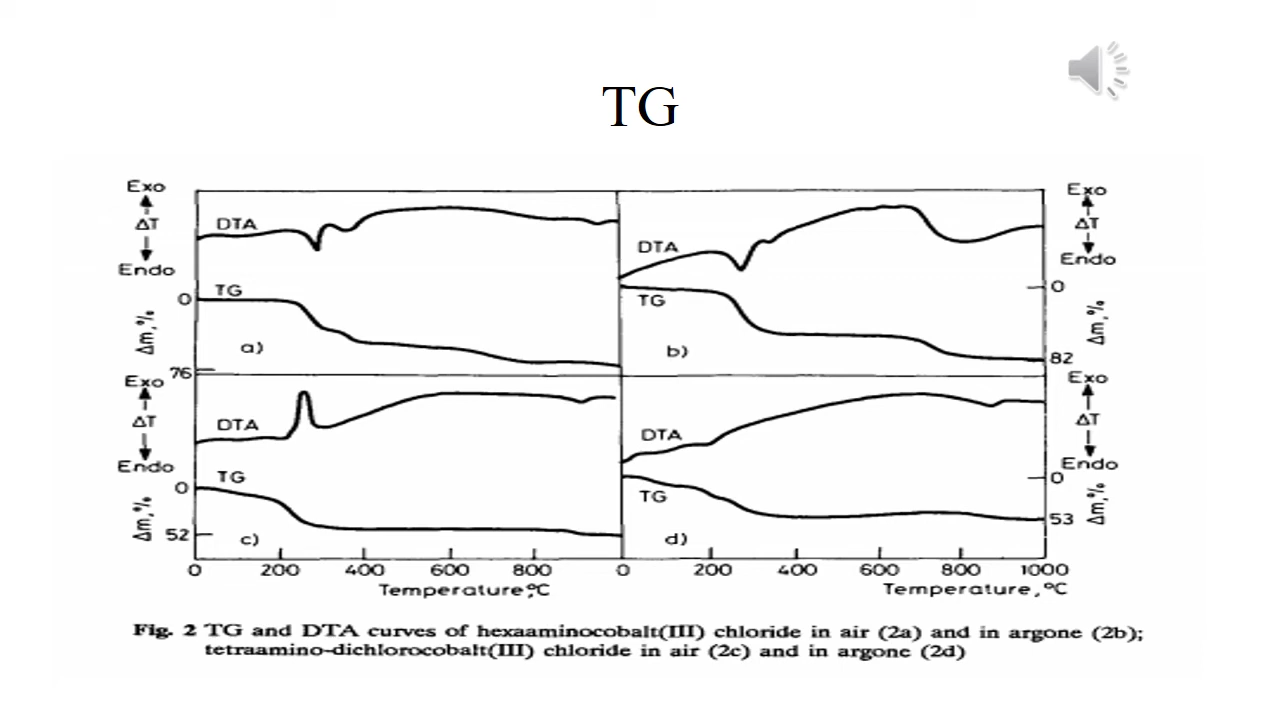 TG
Exo
ΔT
Endo
DTA
TG
0
Δm,%
a)
76
Exo
ΔT
Endo
DTA
TG
0
Δm,%
b)
82
Exo
ΔT
Endo
DTA
TG
0
Δm,%
c)
52
Exo
ΔT
Endo
DTA
TG
0
Δm,%
d)
53
0 200 400 600 800 0 200 400 600 800 1000
Temperature,°C Temperature,°C
Fig. 2 TG and DTA curves of hexaaminocobalt(III) chloride in air (2a) and in argone (2b);
tetraamino-dichlorocobalt(III) chloride in air (2c) and in argone (2d)